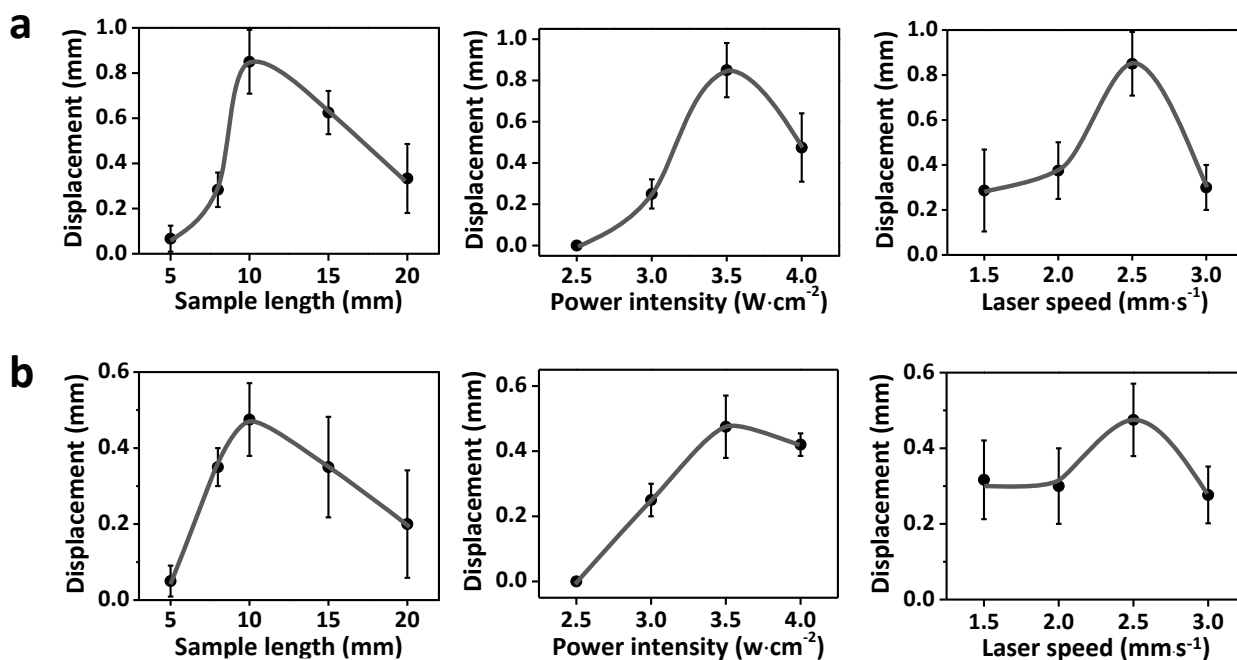 a
Displacement (mm)
1.0
0.8
0.6
0.4
0.2
0.0
5 10 15 20
Sample length (mm)
Displacement (mm)
1.0
0.8
0.6
0.4
0.2
0.0
2.5 3.0 3.5 4.0
Power intensity (W·cm⁻²)
Displacement (mm)
1.0
0.8
0.6
0.4
0.2
0.0
1.5 2.0 2.5 3.0
Laser speed (mm·s⁻¹)
b
Displacement (mm)
0.6
0.4
0.2
0.0
5 10 15 20
Sample length (mm)
Displacement (mm)
0.6
0.4
0.2
0.0
2.5 3.0 3.5 4.0
Power intensity (w·cm⁻²)
Displacement (mm)
0.6
0.4
0.2
0.0
1.5 2.0 2.5 3.0
Laser speed (mm·s⁻¹)